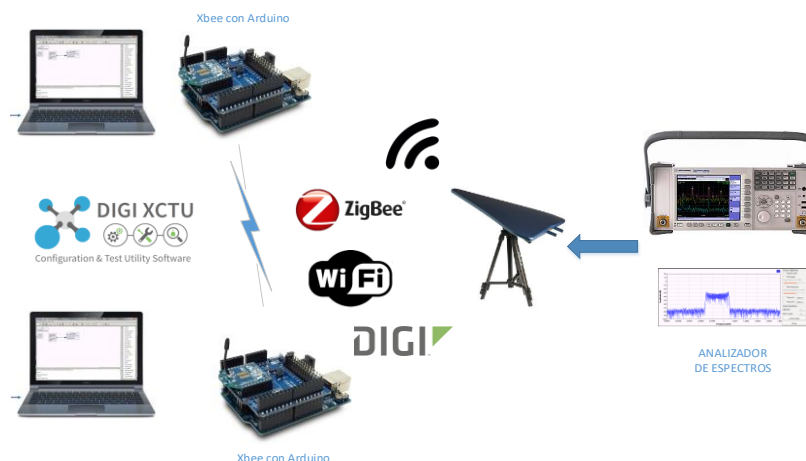 Xbee con Arduino
DIGI XCTU
Configuration & Test Utility Software
ZigBee®
WiFi
DIGI
ANALIZADOR
DE ESPECTROS
Xbee con Arduino